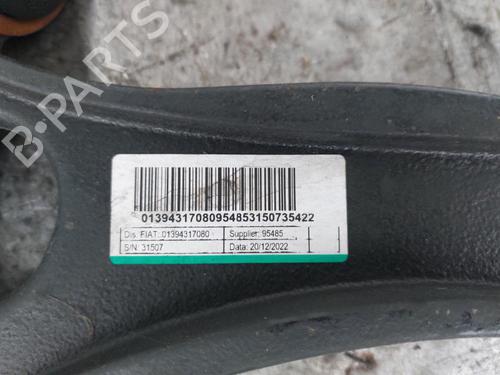 B-PARTS
01394317080954853150735422
Dis. FIAT: 01394317080 Supplier: 95485
S/N: 31507 Data: 20/12/2022